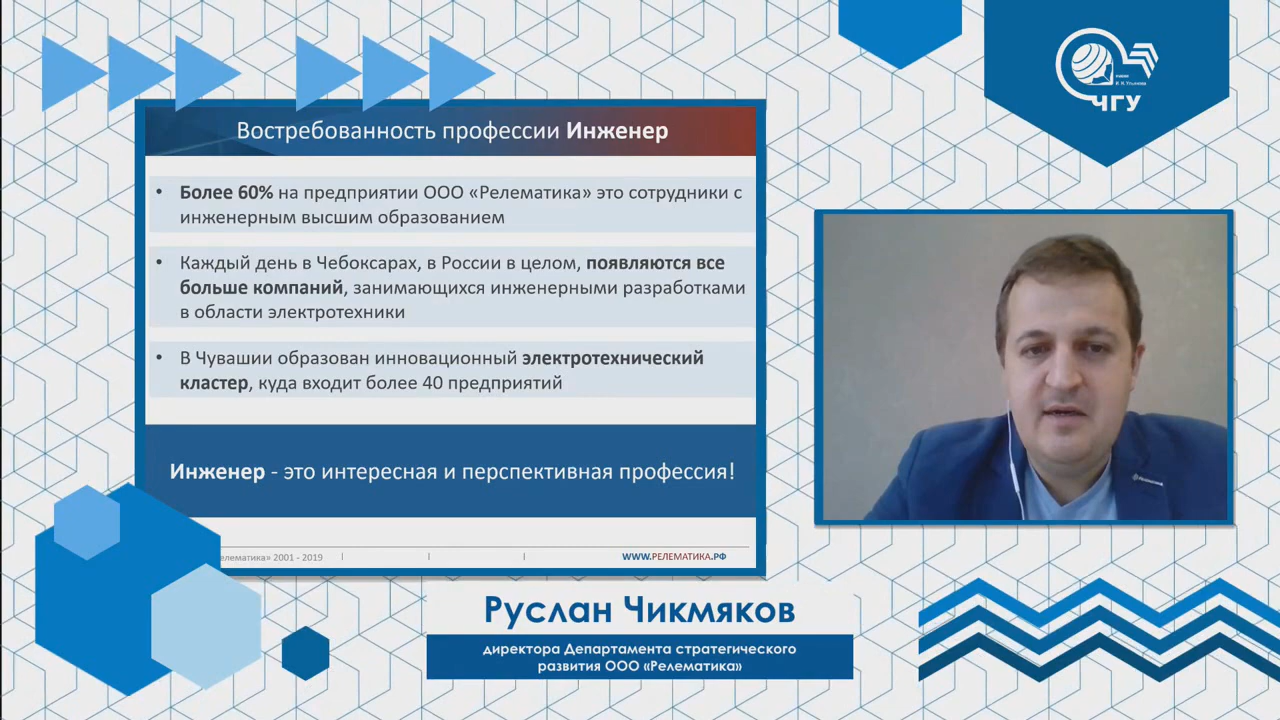 имени
И. Н. Ульянова
ЧГУ
Востребованность профессии Инженер
• Более 60% на предприятии ООО «Релематика» это сотрудники с
инженерным высшим образованием
• Каждый день в Чебоксарах, в России в целом, появляются все
больше компаний, занимающихся инженерными разработками
в области электротехники
• В Чувашии образован инновационный электротехнический
кластер, куда входит более 40 предприятий
Инженер - это интересная и перспективная профессия!
елематика» 2001 - 2019
WWW.РЕЛЕМАТИКА.РФ
Руслан Чикмяков
директора Департамента стратегического
развития ООО «Релематика»